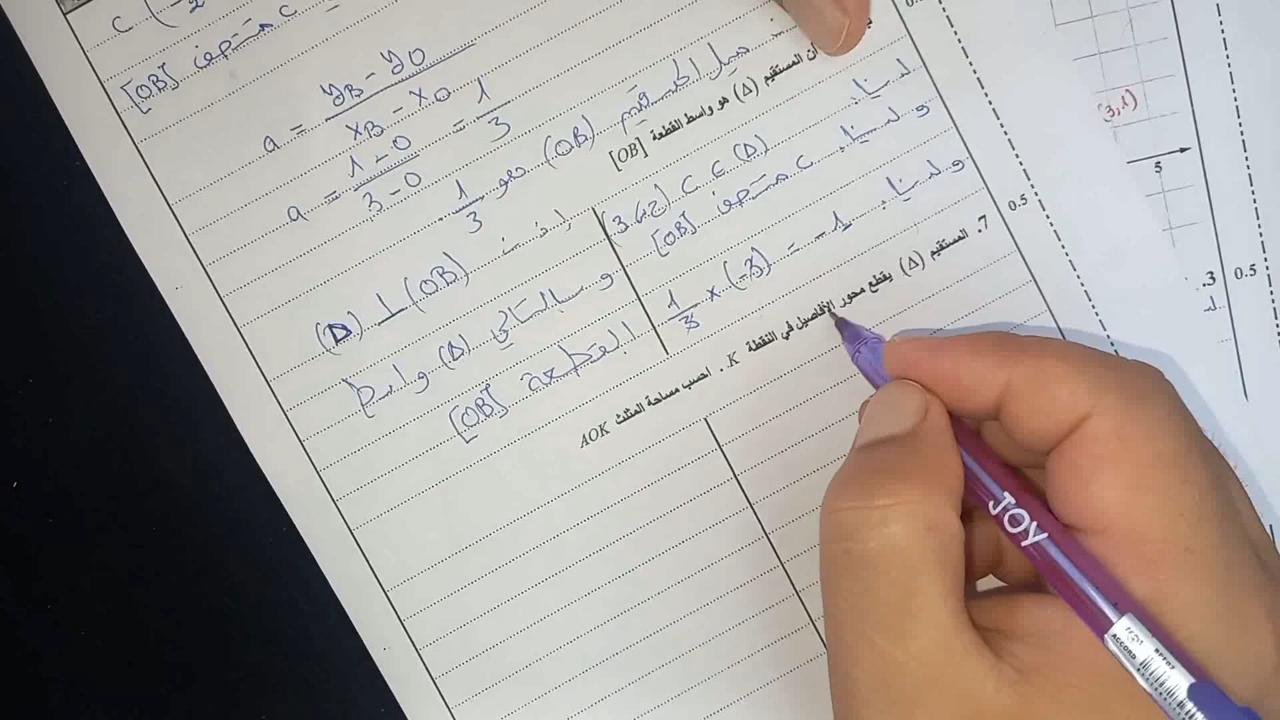 C (
C منتصف [OB]
a = yB - yO / xB - xO
a = 1 - 0 / 3 - 0 = 1/3
ميل المستقيم (OB) هو 1/3
أن المستقيم (Δ) هو واسط القطعة [OB]
لدينا
C ∈ (Δ)
ولدينا C منتصف [OB]
ولدينا
1/3 × (-3) = -1
إذن (Δ) ⊥ (OB)
وبالتالي (Δ) واسط
القطعة [OB]
0.5
7. المستقيم (Δ) يقطع محور الأفاصيل في النقطة K . احسب مساحة المثلث AOK
(3,1)
5
.3
0.5
JOY
ACCORD